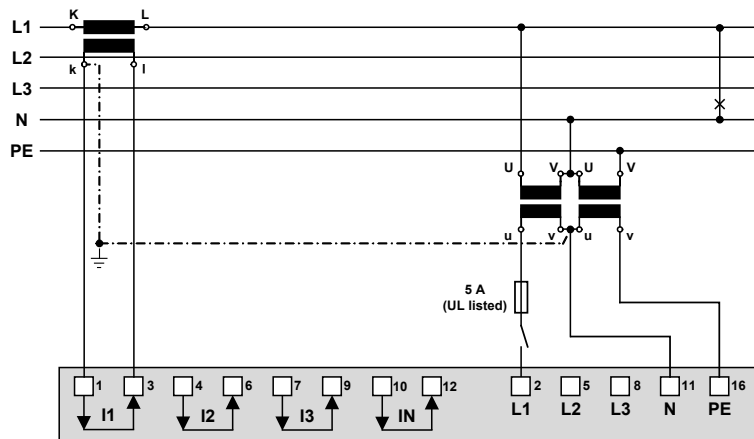 K L
L1
L2
k l
L3
N
PE
U V U V
u v u v
5 A
(UL listed)
1 3 4 6 7 9 10 12 2 5 8 11 16
I1 I2 I3 IN L1 L2 L3 N PE